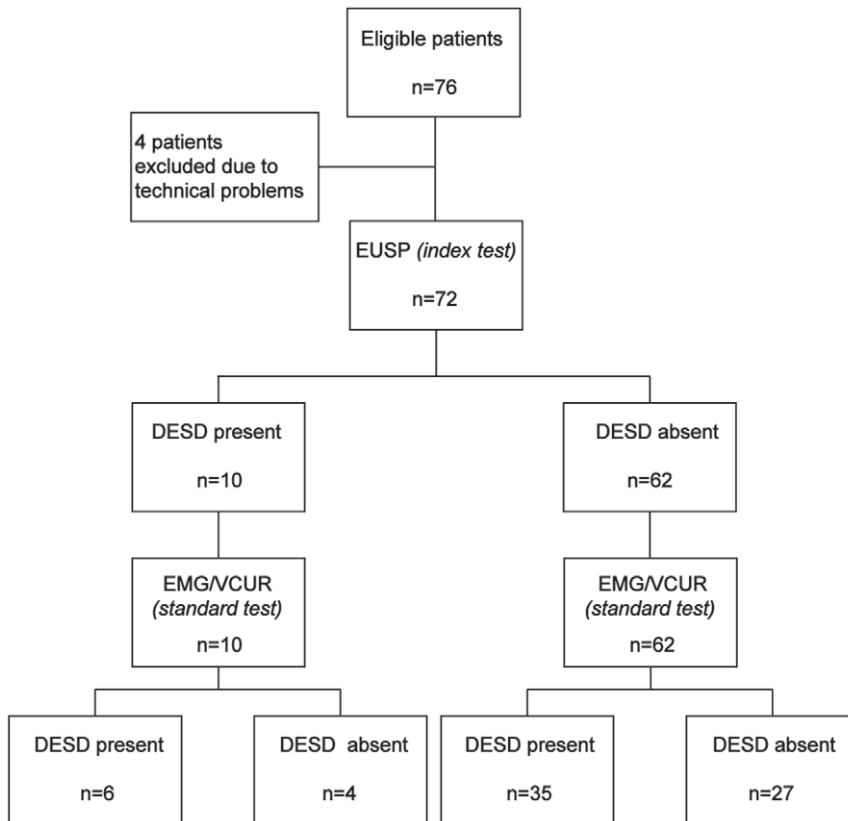 Eligible patients
n=76
4 patients
excluded due to
technical problems
EUSP (index test)
n=72
DESD present
n=10
DESD absent
n=62
EMG/VCUR
(standard test)
n=10
EMG/VCUR
(standard test)
n=62
DESD present
n=6
DESD absent
n=4
DESD present
n=35
DESD absent
n=27